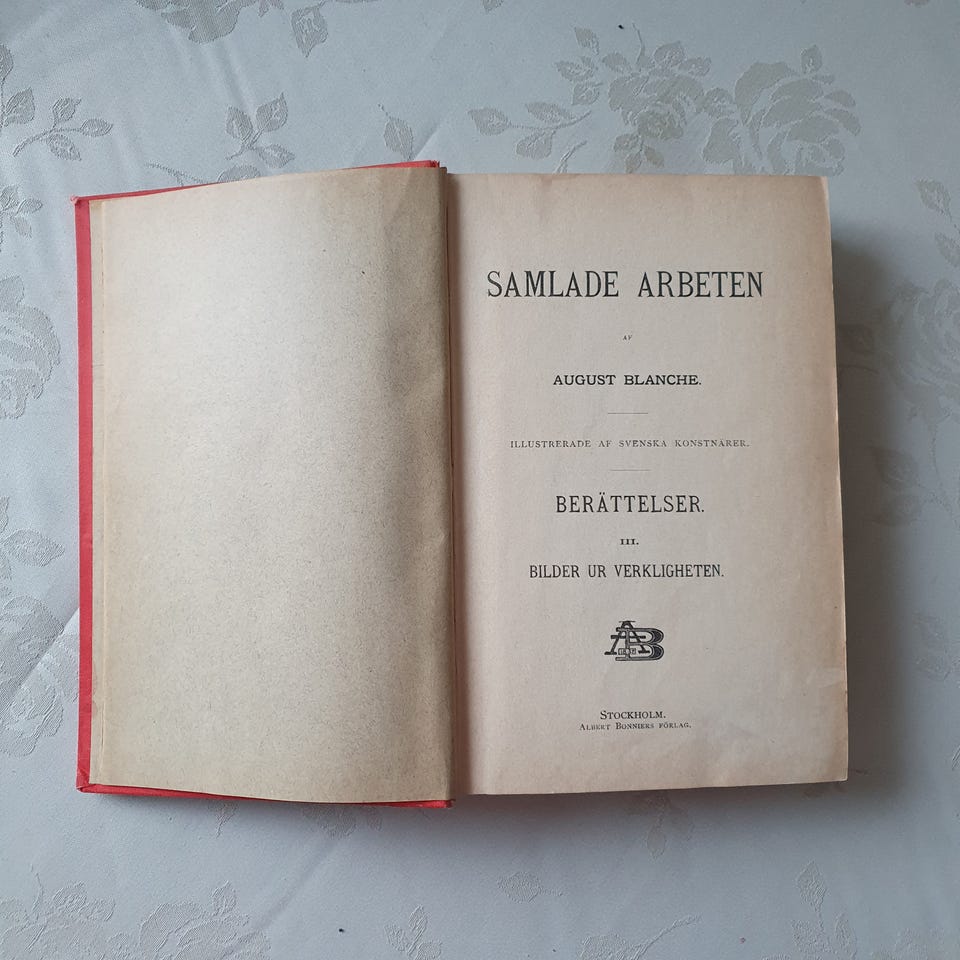 SAMLADE ARBETEN
AF
AUGUST BLANCHE.
ILLUSTRERADE AF SVENSKA KONSTNÄRER.
BERÄTTELSER.
III.
BILDER UR VERKLIGHETEN.
AB
STOCKHOLM.
ALBERT BONNIERS FÖRLAG.